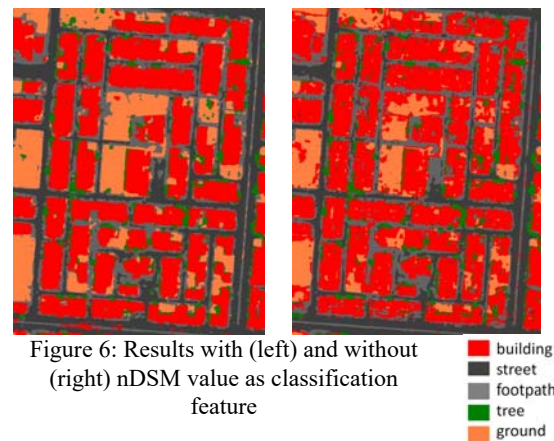 Figure 6: Results with (left) and without
(right) nDSM value as classification
feature
building
street
footpath
tree
ground